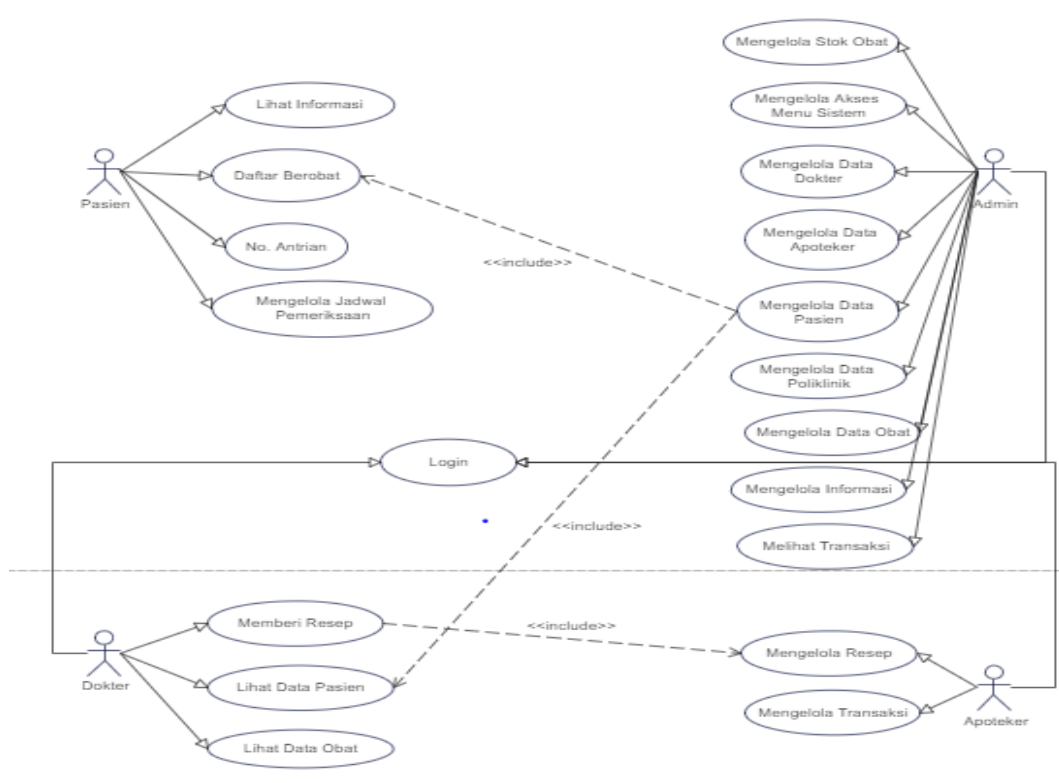 Mengelola Stok Obat
Lihat Informasi
Mengelola Akses
Menu Sistem
Pasien
Daftar Berobat
Mengelola Data
Dokter
Admin
No. Antrian
Mengelola Data
Apoteker
<<include>>
Mengelola Jadwal
Pemeriksaan
Mengelola Data
Pasien
Mengelola Data
Poliklinik
Mengelola Data Obat
Login
Mengelola Informasi
<<include>>
Melihat Transaksi
Memberi Resep
<<include>>
Mengelola Resep
Dokter
Lihat Data Pasien
Mengelola Transaksi
Apoteker
Lihat Data Obat